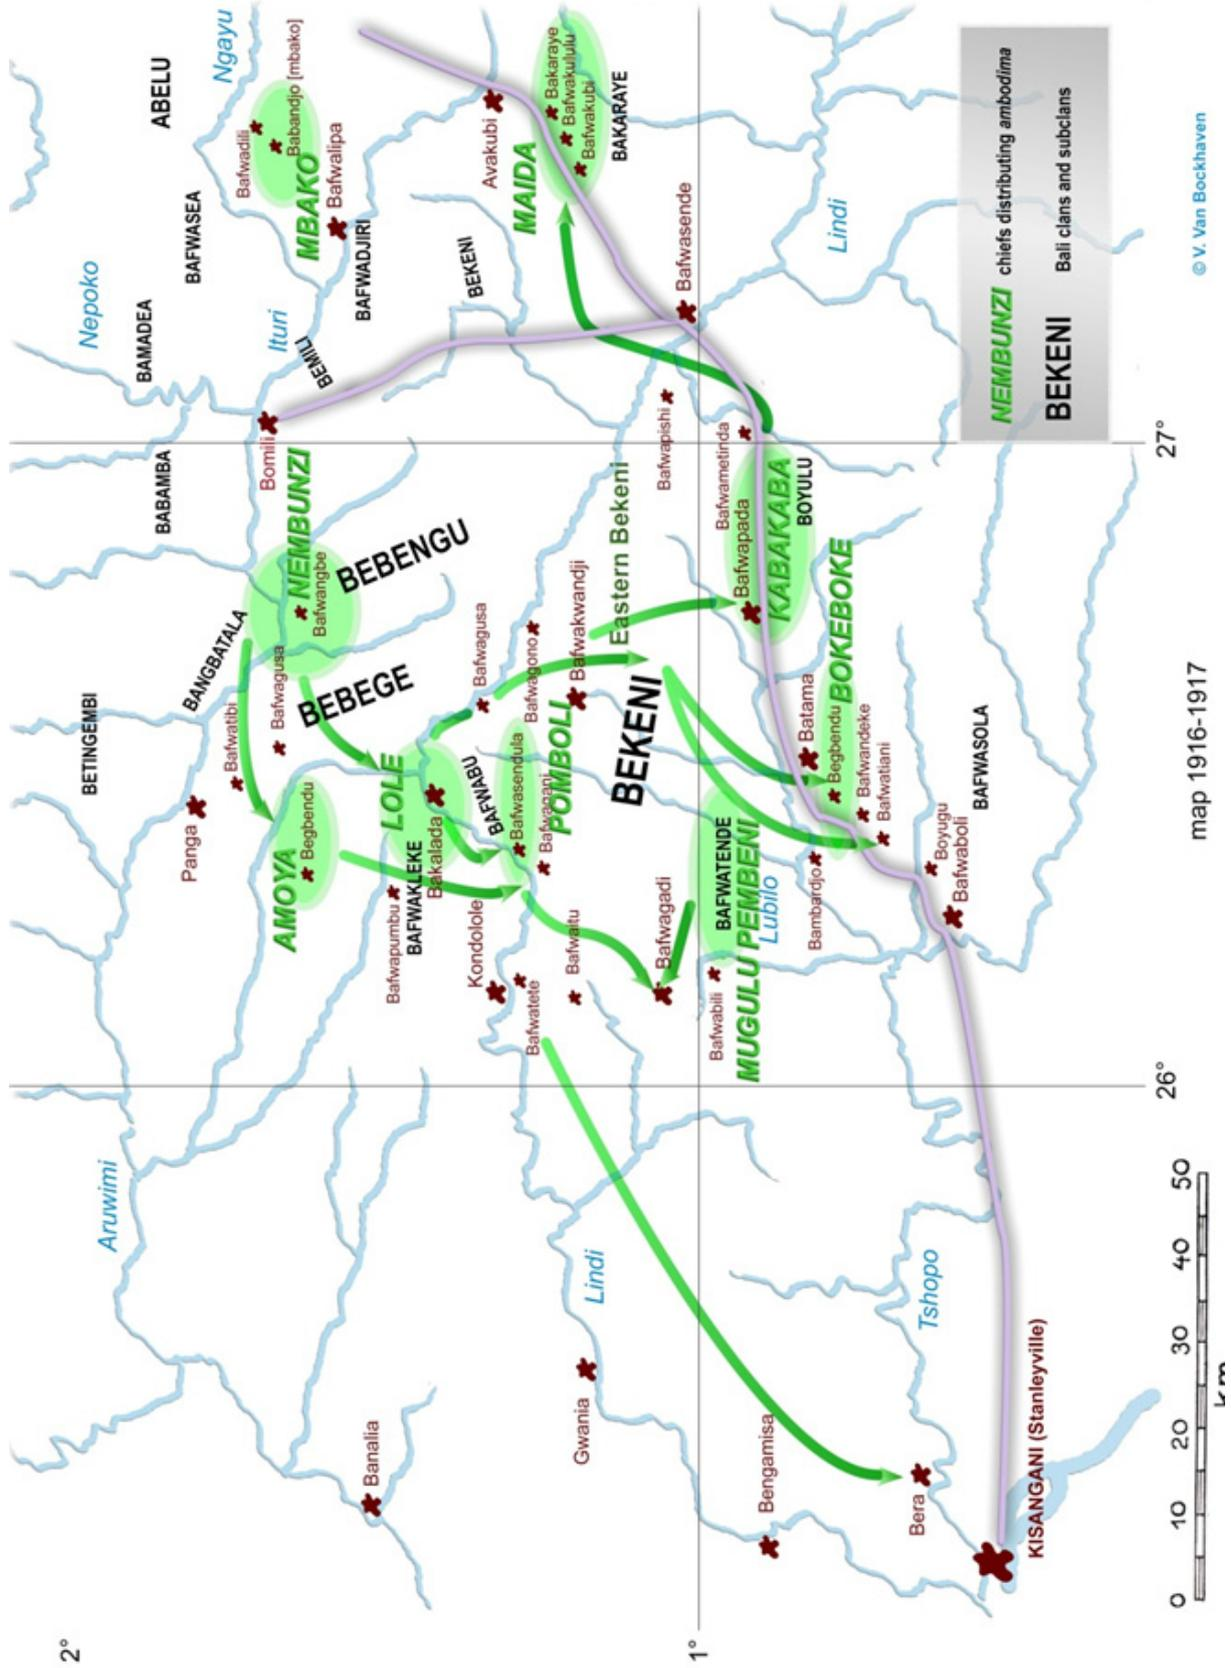 2°
1°
26°
27°
Aruwimi
Banalia
Gwania
Lindi
Bengamisa
Bera
Tshopo
KISANGANI (Stanleyville)
0 10 20 30 40 50
Km
map 1916-1917
BETINGEMBI
BANGBATALA
Panga
Bafwatibi
Bafwagusa
AMOYA
Begbendu
NEMBUNZI
Bafwangbe
BEBENGU
BEBEGE
LOLE
Bakalada
BAFWAKLEKE
Bafwapumbu
BAFWABU
Kondolole
Bafwatete
Bafwaitu
Bafwasendula
Bafwagani
POMBOLI
Bafwagusa
Bafwagono
Bafwakwandji
Eastern Bekeni
BEKENI
Bafwagadi
BAFWATENDE
MUGULU PEMBENI
Bafwabili
Lubilo
Bambardjo
Batama
Begbendu
BOKEBOKE
Bafwandeke
Bafwatiani
Boyugu
Bafwaboli
BAFWASOLA
Bafwapada
KABAKABA
BOYULU
Bafwametinda
Bafwapishi
Bafwasende
Lindi
BABAMBA
BAMADEA
Nepoko
Bomili
BEMILI
Ituri
BAFWASEA
BAFWADJIRI
BEKENI
ABELU
Ngayu
Bafwadili
Babandjo [mbako]
MBAKO
Bafwalipa
Avakubi
MAIDA
Bakaraye
Bafwakululu
Bafwakubi
BAKARAYE
NEMBUNZI chiefs distributing ambodima
BEKENI Bali clans and subclans
© V. Van Bockhaven